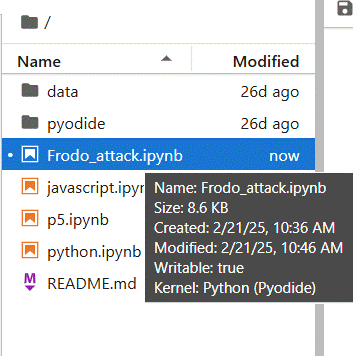 /
Name Modified
data 26d ago
pyodide 26d ago
Frodo_attack.ipynb now
javascript.ipyn
p5.ipynb
python.ipynb
README.md
Name: Frodo_attack.ipynb
Size: 8.6 KB
Created: 2/21/25, 10:36 AM
Modified: 2/21/25, 10:46 AM
Writable: true
Kernel: Python (Pyodide)